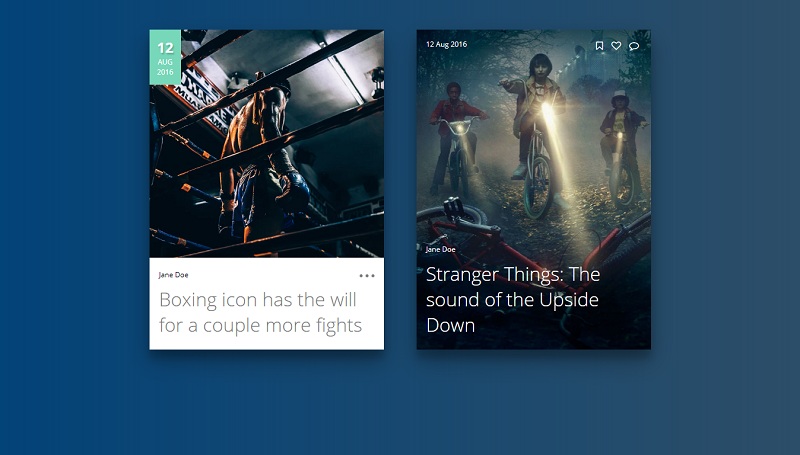 12
AUG
2016
Jane Doe
Boxing icon has the will
for a couple more fights
12 Aug 2016
Jane Doe
Stranger Things: The
sound of the Upside
Down